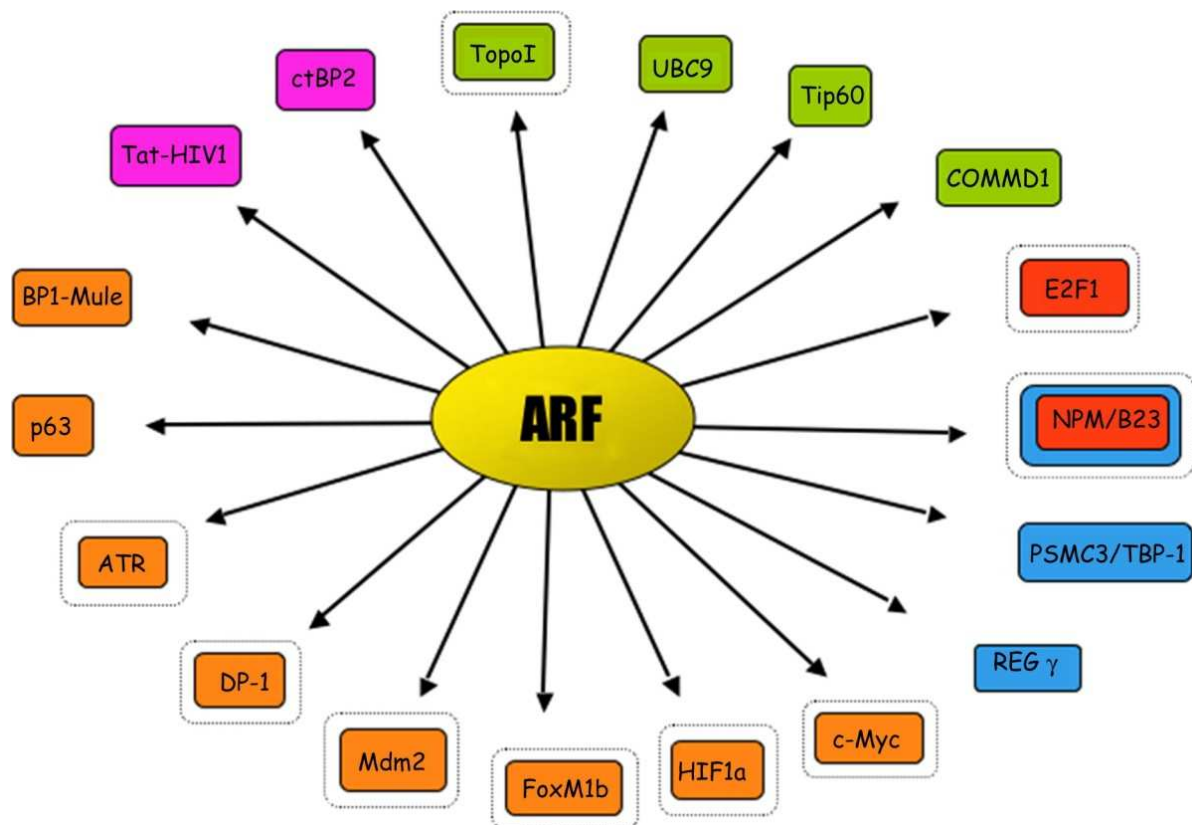 TopoI
UBC9
ctBP2
Tip60
Tat-HIV1
COMMD1
BP1-Mule
E2F1
p63
ARF
NPM/B23
ATR
PSMC3/TBP-1
DP-1
REG γ
Mdm2
FoxM1b
HIF1a
c-Myc